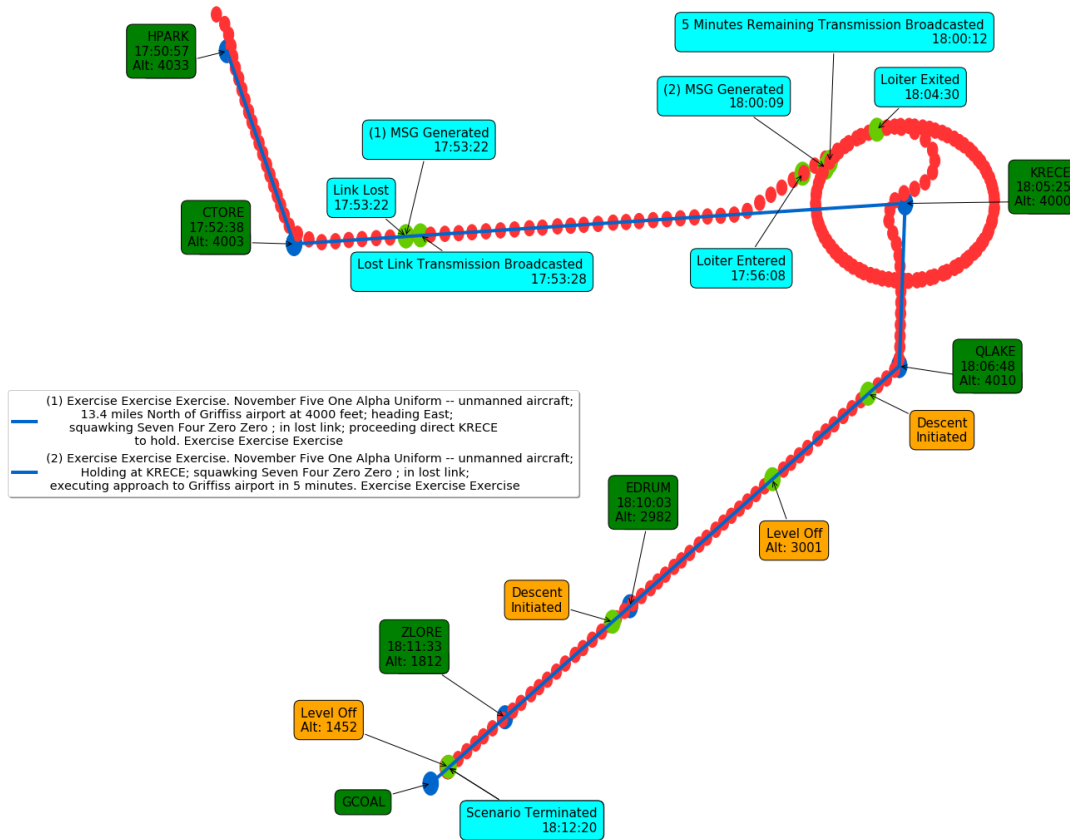 5 Minutes Remaining Transmission Broadcasted
18:00:12
HPARK
17:50:57
Alt: 4033
Loiter Exited
18:04:30
(2) MSG Generated
18:00:09
(1) MSG Generated
17:53:22
Link Lost
17:53:22
KRECE
18:05:25
Alt: 4000
CTORE
17:52:38
Alt: 4003
Lost Link Transmission Broadcasted
17:53:28
Loiter Entered
17:56:08
QLAKE
18:06:48
Alt: 4010
(1) Exercise Exercise Exercise. November Five One Alpha Uniform -- unmanned aircraft;
13.4 miles North of Griffiss airport at 4000 feet; heading East;
squawking Seven Four Zero Zero ; in lost link; proceeding direct KRECE
to hold. Exercise Exercise Exercise
(2) Exercise Exercise Exercise. November Five One Alpha Uniform -- unmanned aircraft;
Holding at KRECE; squawking Seven Four Zero Zero ; in lost link;
executing approach to Griffiss airport in 5 minutes. Exercise Exercise Exercise
Descent
Initiated
EDRUM
18:10:03
Alt: 2982
Level Off
Alt: 3001
Descent
Initiated
ZLORE
18:11:33
Alt: 1812
Level Off
Alt: 1452
GCOAL
Scenario Terminated
18:12:20